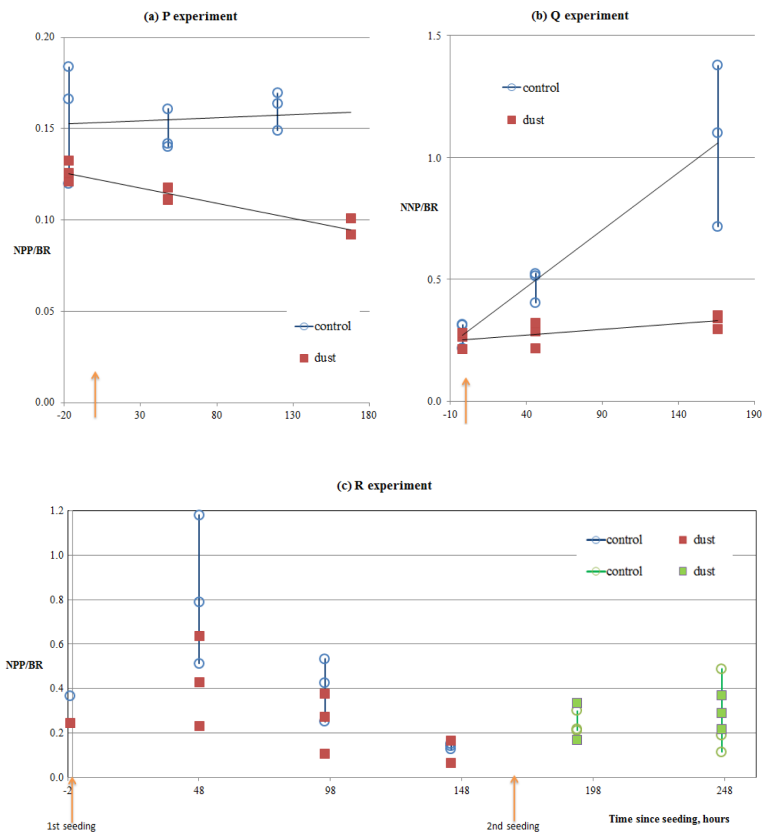 (a) P experiment
0.20
0.15
0.10
NPP/BR
0.05
0.00
-20 30 80 130 180
control
dust
(b) Q experiment
1.5
1.0
NNP/BR
0.5
0.0
-10 40 90 140 190
control
dust
(c) R experiment
1.2
1.0
0.8
0.6
NPP/BR
0.4
0.2
0.0
-2 48 98 148 198 248
control dust
control dust
1st seeding
2nd seeding
Time since seeding, hours